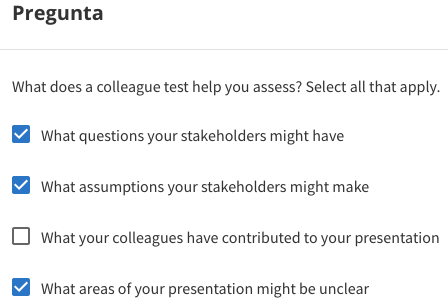 Pregunta
What does a colleague test help you assess? Select all that apply.
What questions your stakeholders might have
What assumptions your stakeholders might make
What your colleagues have contributed to your presentation
What areas of your presentation might be unclear